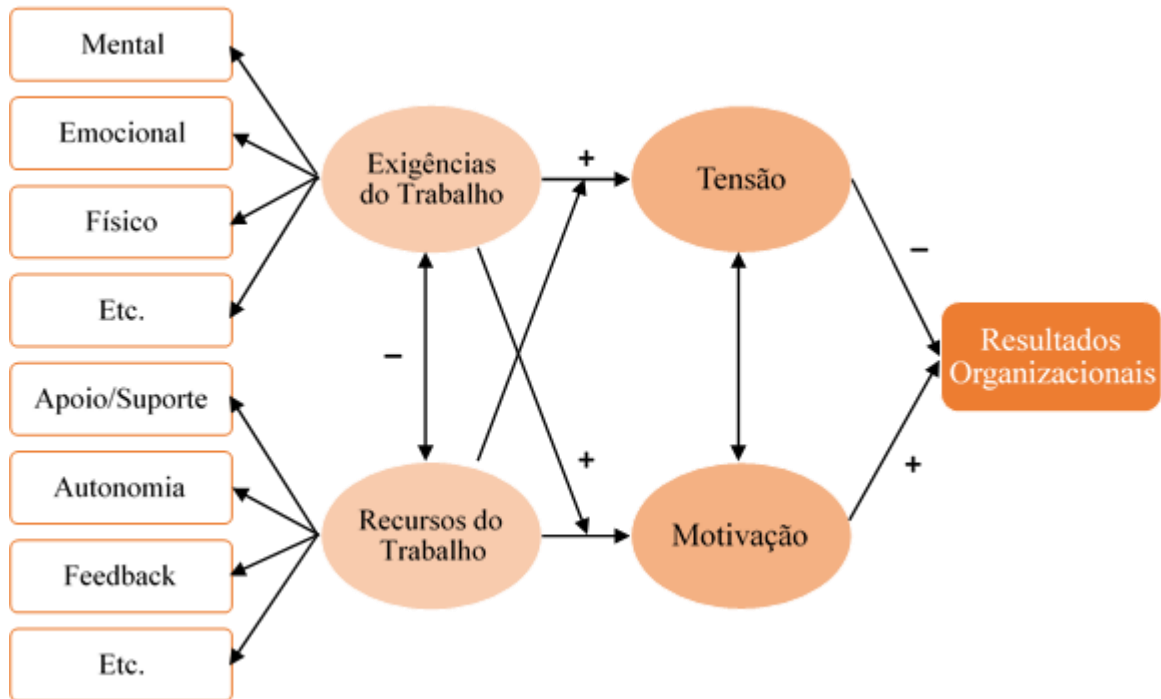 Mental
Emocional
Físico
Etc.
Apoio/Suporte
Autonomia
Feedback
Etc.
Exigências
do Trabalho
Recursos do
Trabalho
+
–
+
Tensão
Motivação
–
+
Resultados
Organizacionais